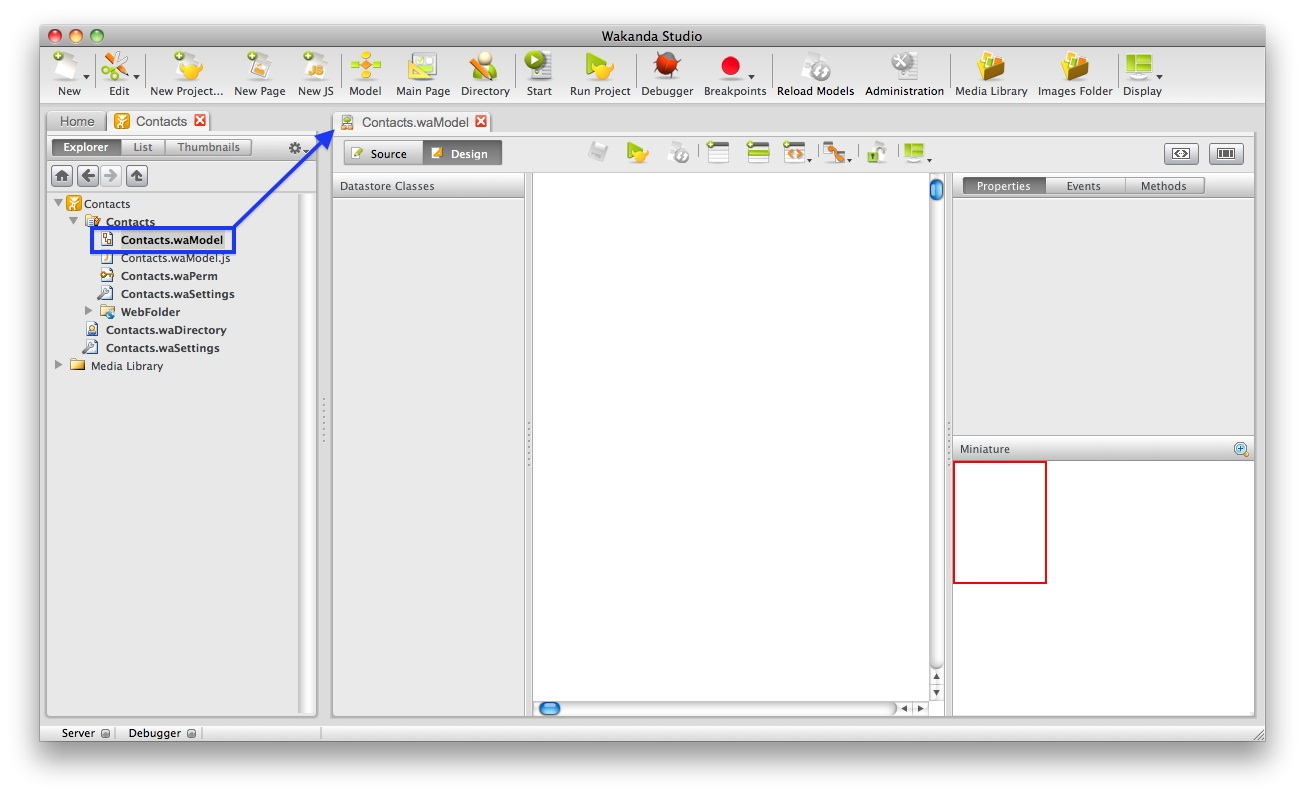 Wakanda Studio
New Edit New Project... New Page New JS Model Main Page Directory Start Run Project Debugger Breakpoints Reload Models Administration Media Library Images Folder Display
Home Contacts Contacts.waModel
Explorer List Thumbnails
Source Design
Datastore Classes
Properties Events Methods
Contacts
Contacts
Contacts.waModel
Contacts.waModel.js
Contacts.waPerm
Contacts.waSettings
WebFolder
Contacts.waDirectory
Contacts.waSettings
Media Library
Miniature
Server Debugger